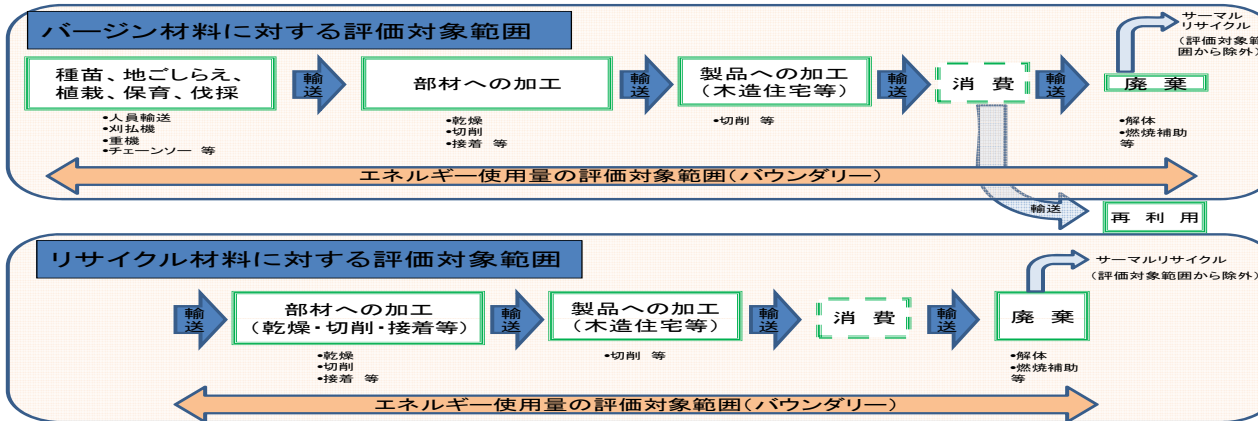 バージン材料に対する評価対象範囲
サーマル
リサイクル
(評価対象範
囲から除外)
種苗、地ごしらえ、
植栽、保育、伐採
輸送
部材への加工
輸送
製品への加工
(木造住宅等)
輸送
消 費
輸送
廃 棄
•人員輸送
•刈払機
•重機
•チェーンソー 等
•乾燥
•切削
•接着 等
•切削 等
•解体
•燃焼補助
等
エネルギー使用量の評価対象範囲(バウンダリー)
輸送
再 利 用
リサイクル材料に対する評価対象範囲
サーマルリサイクル
(評価対象範囲から除外)
輸送
部材への加工
(乾燥・切削・接着等)
輸送
製品への加工
(木造住宅等)
輸送
消 費
輸送
廃 棄
•乾燥
•切削
•接着 等
•切削 等
•解体
•燃焼補助
等
エネルギー使用量の評価対象範囲(バウンダリー)